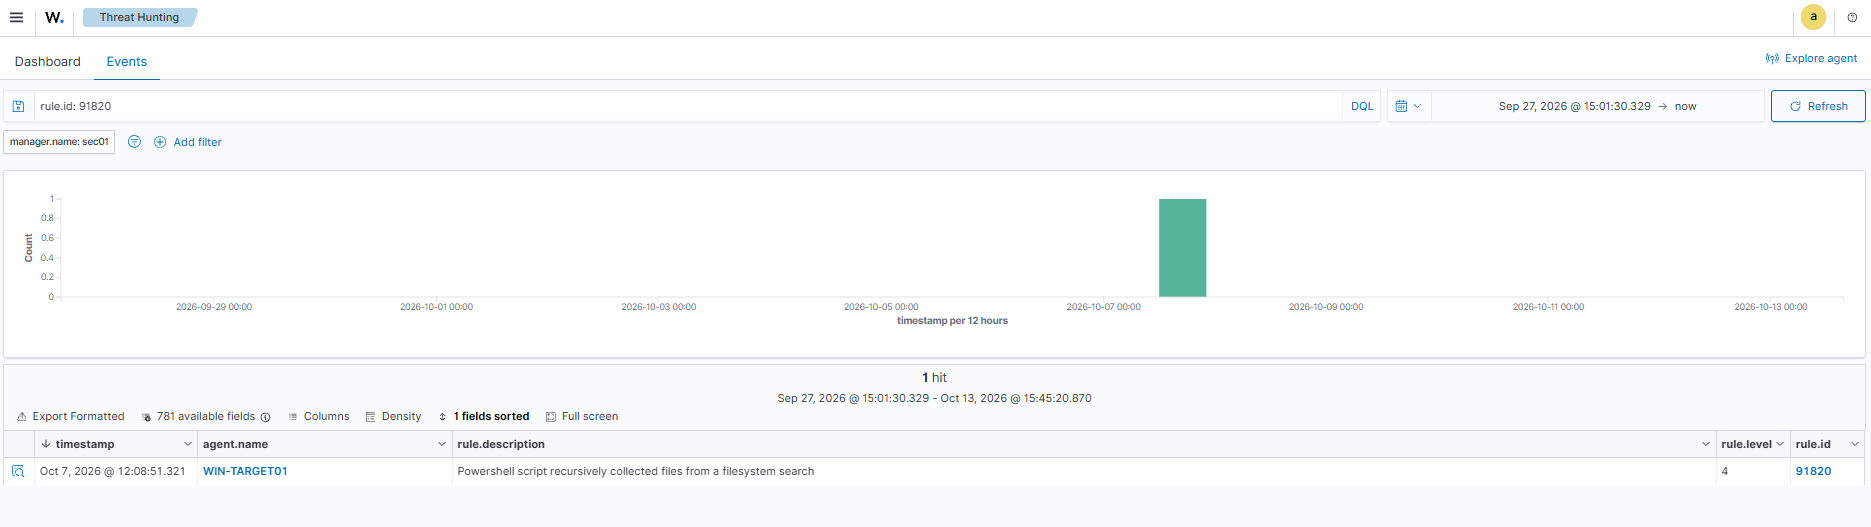 W. Threat Hunting a
Dashboard Events Explore agent
rule.id: 91820 DQL Sep 27, 2026 @ 15:01:30.329 → now Refresh
manager.name: sec01 Add filter
1
0.8
0.6
0.4
0.2
0
Count
2026-09-29 00:00 2026-10-01 00:00 2026-10-03 00:00 2026-10-05 00:00 2026-10-07 00:00 2026-10-09 00:00 2026-10-11 00:00 2026-10-13 00:00
timestamp per 12 hours
1 hit
Sep 27, 2026 @ 15:01:30.329 - Oct 13, 2026 @ 15:45:20.870
Export Formatted 781 available fields Columns Density 1 fields sorted Full screen
timestamp agent.name rule.description rule.level rule.id
Oct 7, 2026 @ 12:08:51.321 WIN-TARGET01 Powershell script recursively collected files from a filesystem search 4 91820